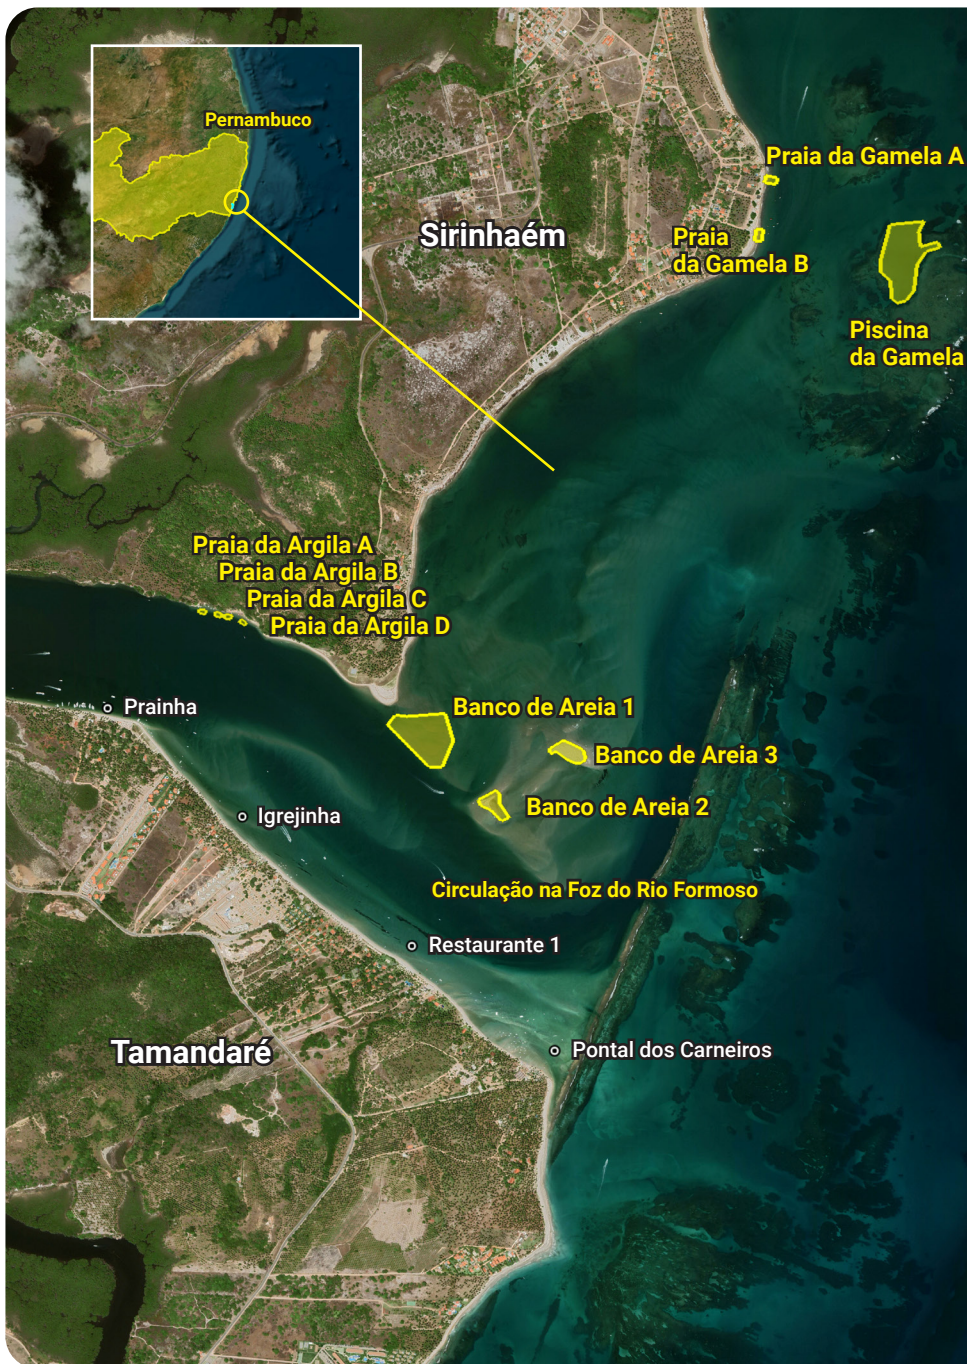 Pernambuco
Praia da Gamela A
Sirinhaém
Praia
da Gamela B
Piscina
da Gamela
Praia da Argila A
Praia da Argila B
Praia da Argila C
Praia da Argila D
Prainha
Banco de Areia 1
Banco de Areia 3
Banco de Areia 2
Igrejinha
Circulação na Foz do Rio Formoso
Restaurante 1
Tamandaré
Pontal dos Carneiros